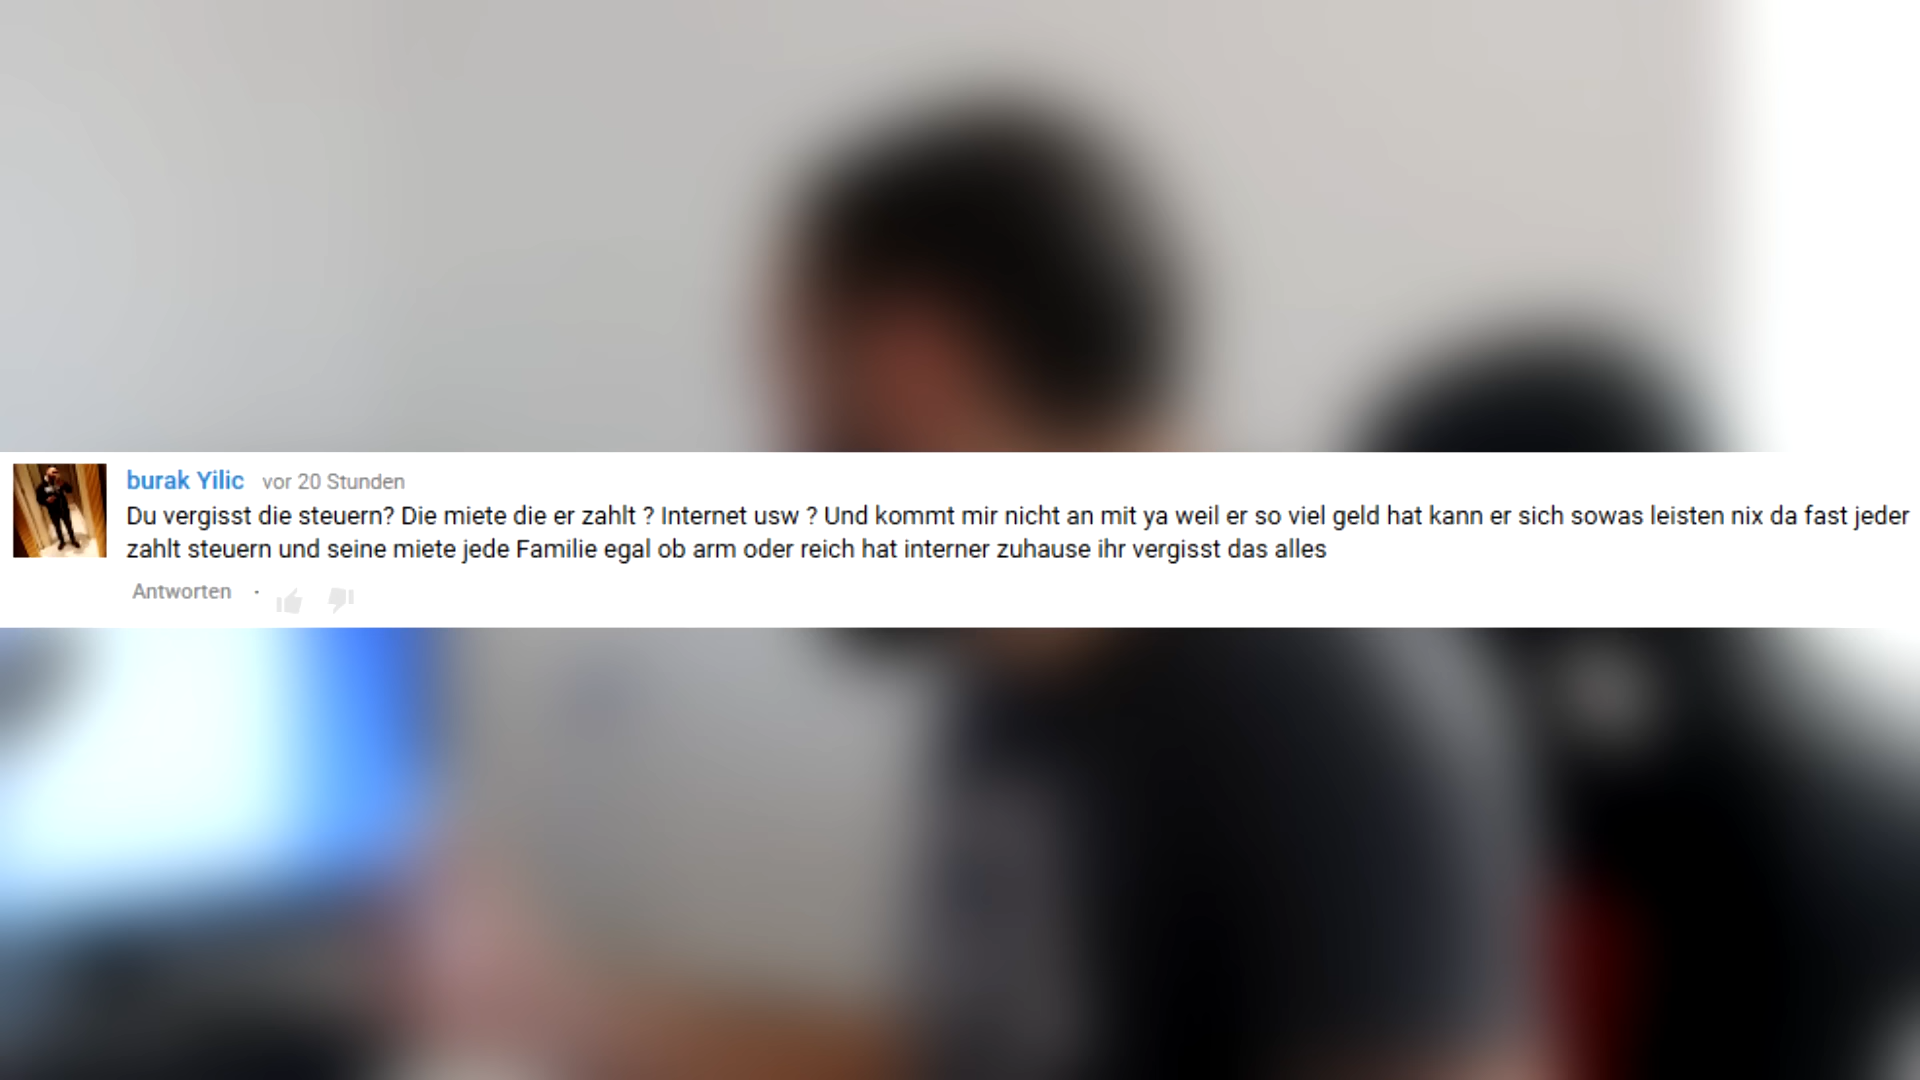 burak Yilic vor 20 Stunden
Du vergisst die steuern? Die miete die er zahlt ? Internet usw ? Und kommt mir nicht an mit ya weil er so viel geld hat kann er sich sowas leisten nix da fast jeder
zahlt steuern und seine miete jede Familie egal ob arm oder reich hat interner zuhause ihr vergisst das alles
Antworten ·